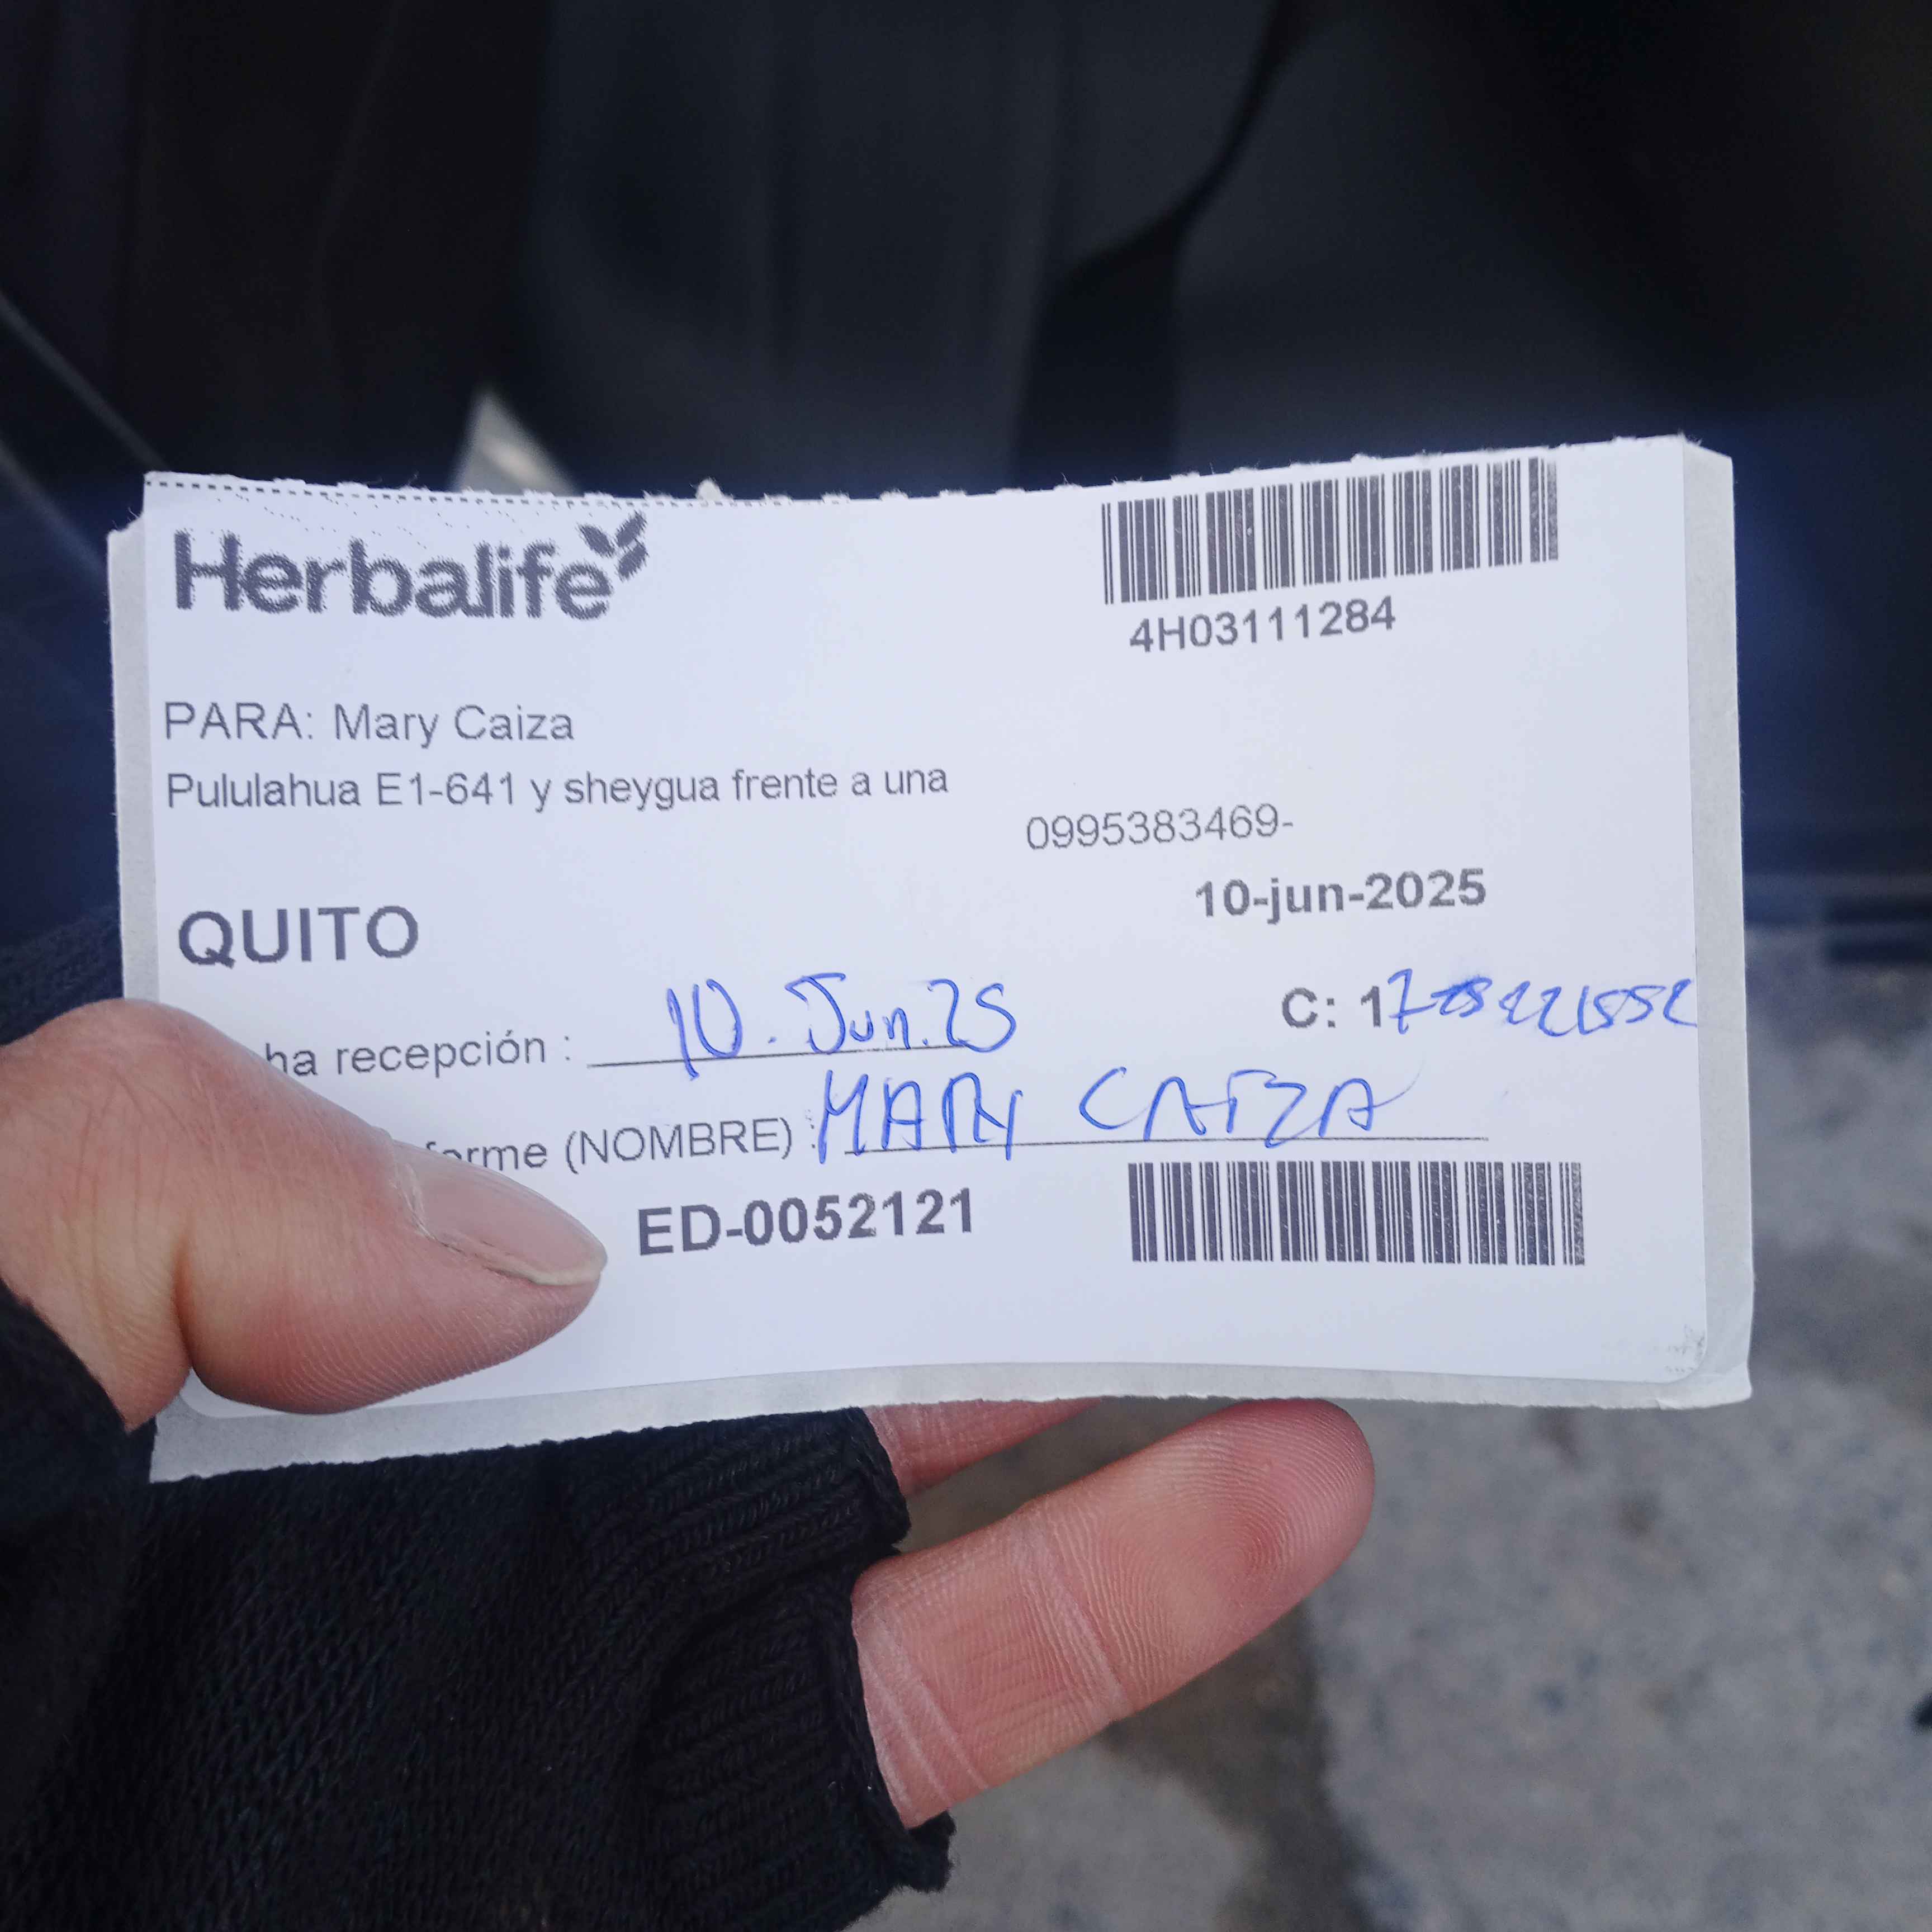 Herbalife
4H03111284
PARA: Mary Caiza
Pululahua E1-641 y sheygua frente a una
0995383469-
10-jun-2025
QUITO
C:
ha recepción : 10. Jun. 25
forme (NOMBRE) : MARY CAIZA
ED-0052121